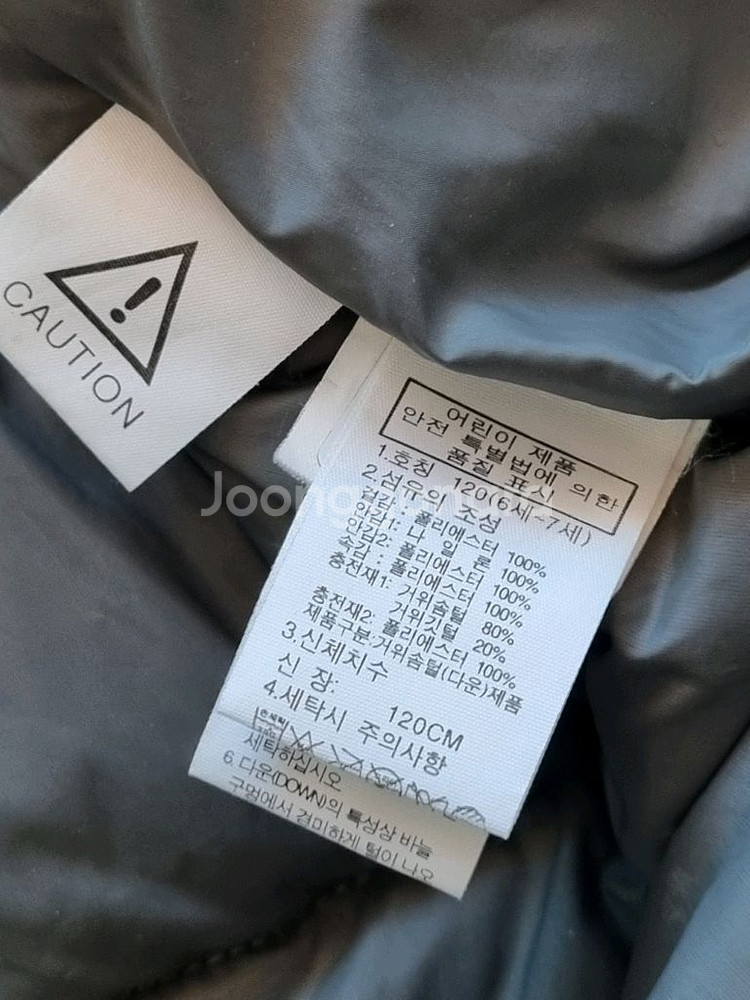 CAUTION
어린이 제품
안전 특별법에 의한
품질 표시
1.호칭 120(6세~7세)
2.섬유의 조성
겉감: 폴리에스터 100%
안감1: 나 일 론 100%
안감2: 폴리에스터 100%
속감: 폴리에스터 100%
충전재1: 거위솜털 80%
거위깃털 20%
충전재2: 폴리에스터 100%
제품구분:거위솜털(다운)제품
3.신체치수
신 장: 120CM
4.세탁시 주의사항
세탁하십시오
6.다운(DOWN)의 특성상 바늘
구멍에서 경미하게 털이 나오